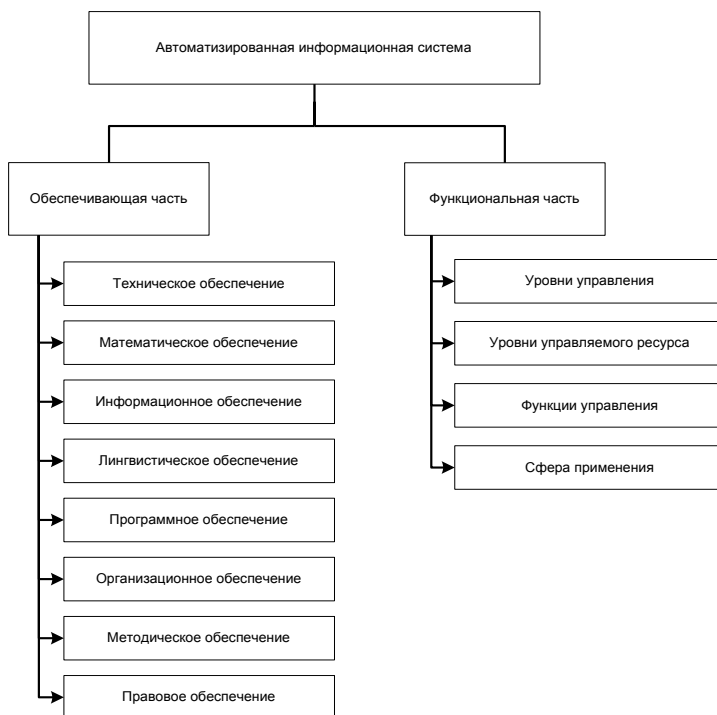 Автоматизированная информационная система
Обеспечивающая часть
Функциональная часть
Техническое обеспечение
Математическое обеспечение
Информационное обеспечение
Лингвистическое обеспечение
Программное обеспечение
Организационное обеспечение
Методическое обеспечение
Правовое обеспечение
Уровни управления
Уровни управляемого ресурса
Функции управления
Сфера применения